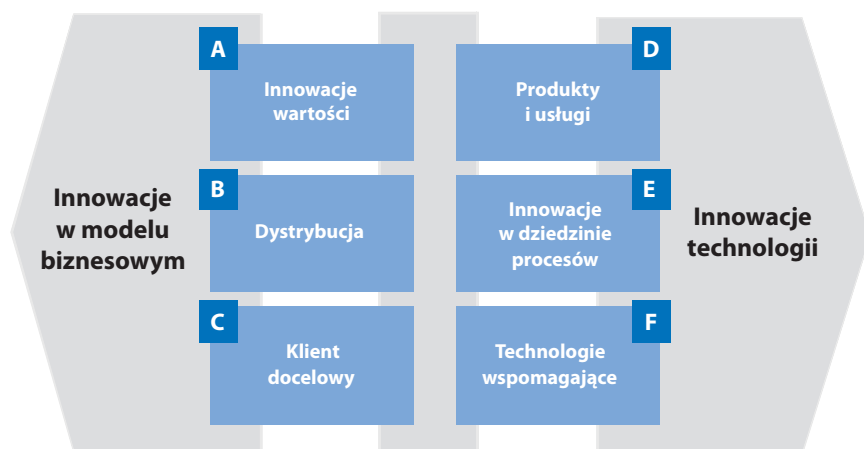 A
Innowacje
wartości
D
Produkty
i usługi
Innowacje
w modelu
biznesowym
B
Dystrybucja
E
Innowacje
w dziedzinie
procesów
Innowacje
technologii
C
Klient
docelowy
F
Technologie
wspomagające